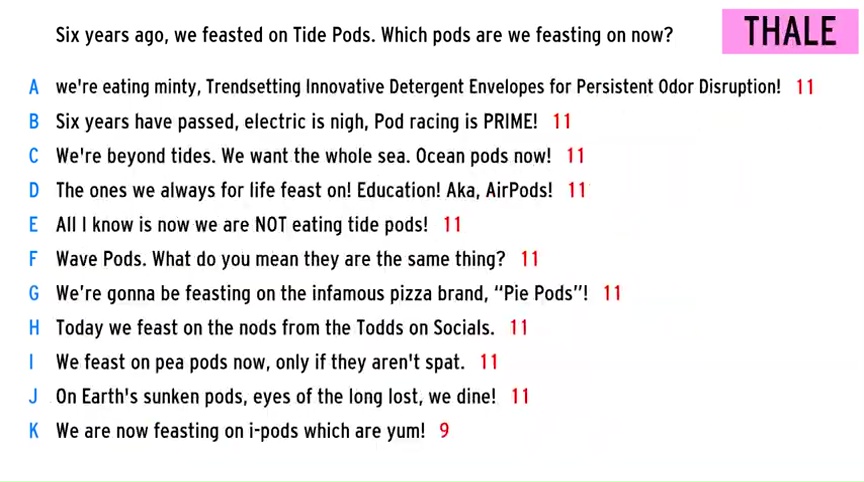 Six years ago, we feasted on Tide Pods. Which pods are we feasting on now?
THALE
A we're eating minty, Trendsetting Innovative Detergent Envelopes for Persistent Odor Disruption! 11
B Six years have passed, electric is nigh, Pod racing is PRIME! 11
C We're beyond tides. We want the whole sea. Ocean pods now! 11
D The ones we always for life feast on! Education! Aka, AirPods! 11
E All I know is now we are NOT eating tide pods! 11
F Wave Pods. What do you mean they are the same thing? 11
G We're gonna be feasting on the infamous pizza brand, “Pie Pods”! 11
H Today we feast on the nods from the Todds on Socials. 11
I We feast on pea pods now, only if they aren't spat. 11
J On Earth's sunken pods, eyes of the long lost, we dine! 11
K We are now feasting on i-pods which are yum! 9